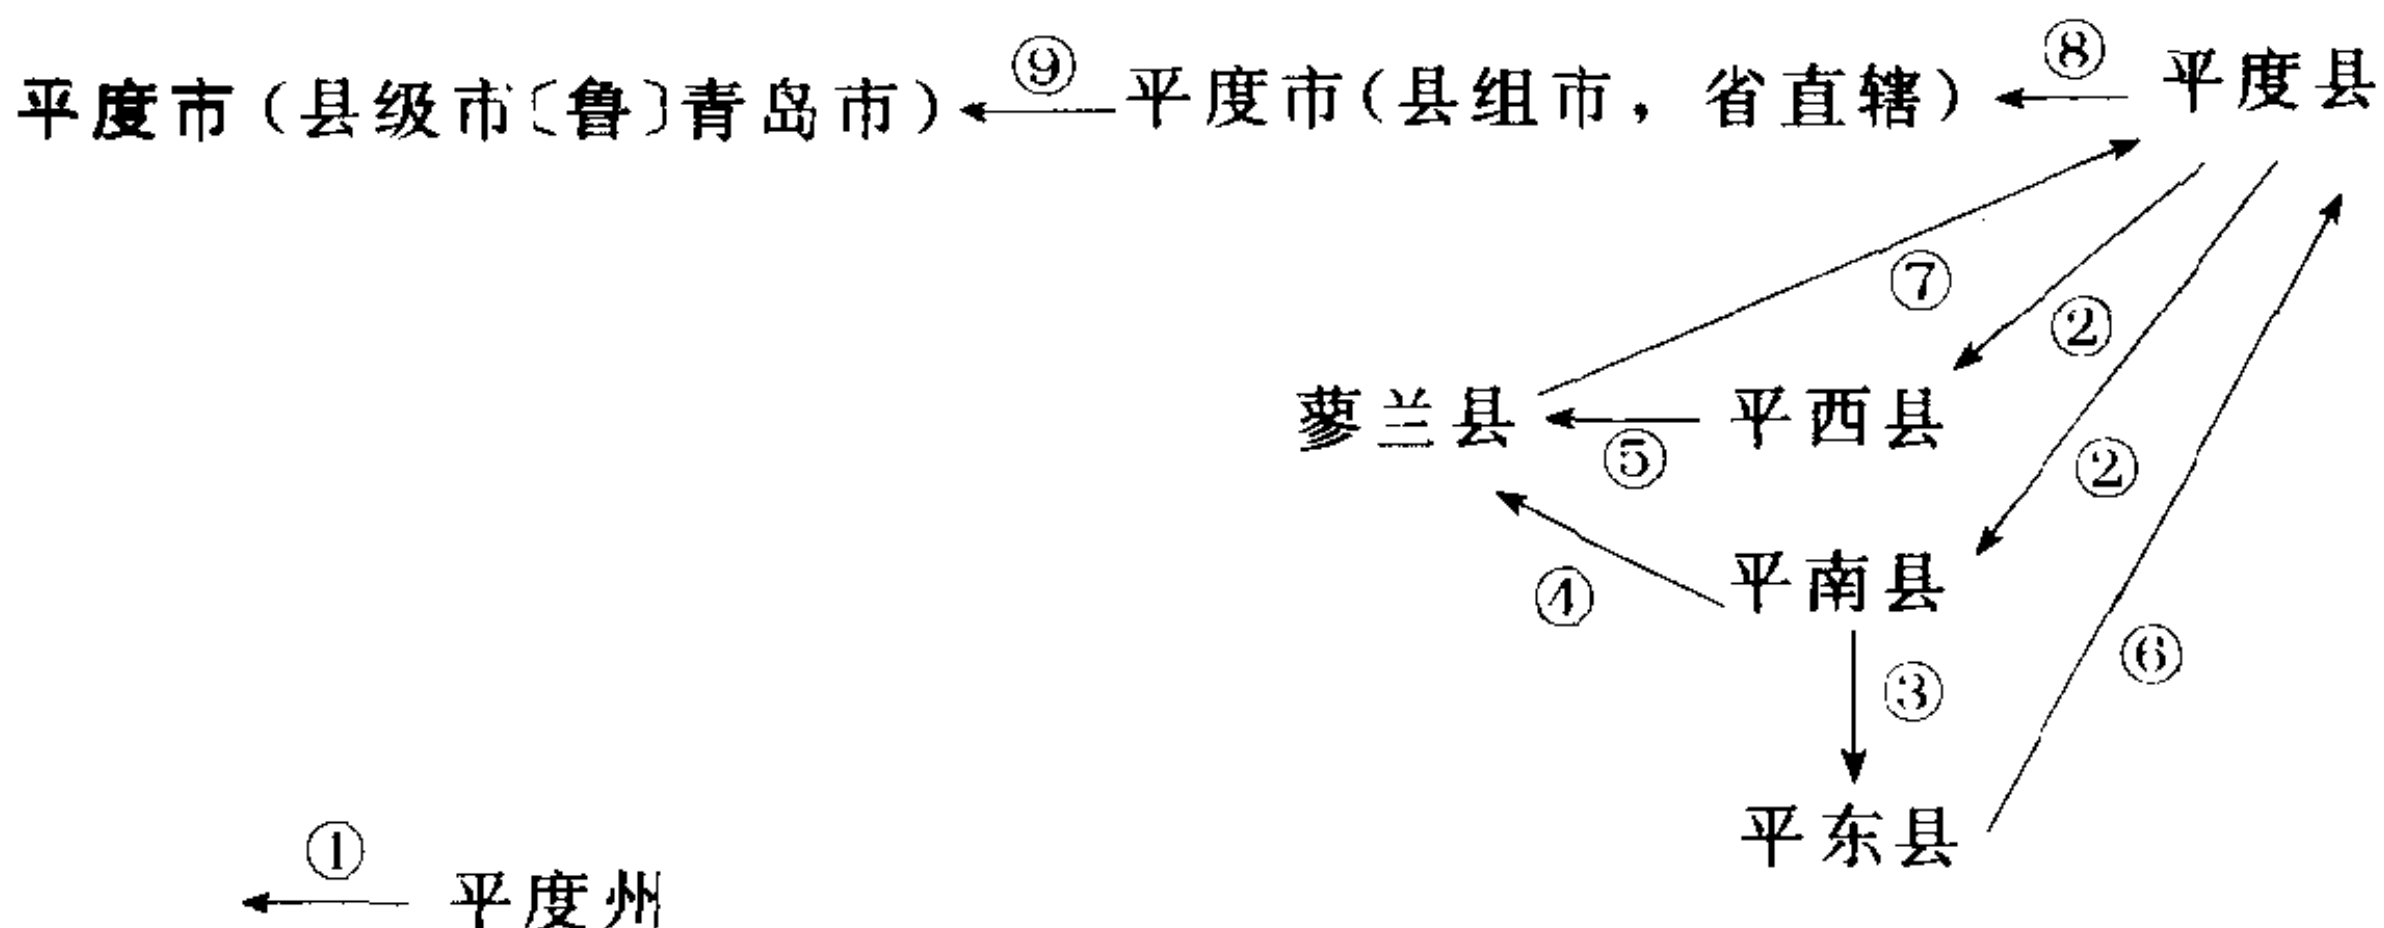 平度市（县级市〔鲁〕青岛市） ⑨ 平度市（县组市，省直辖） ⑧ 平度县
⑦
②
蓼兰县 ⑤ 平西县
②
④ 平南县
⑥
③
平东县
① 平度州